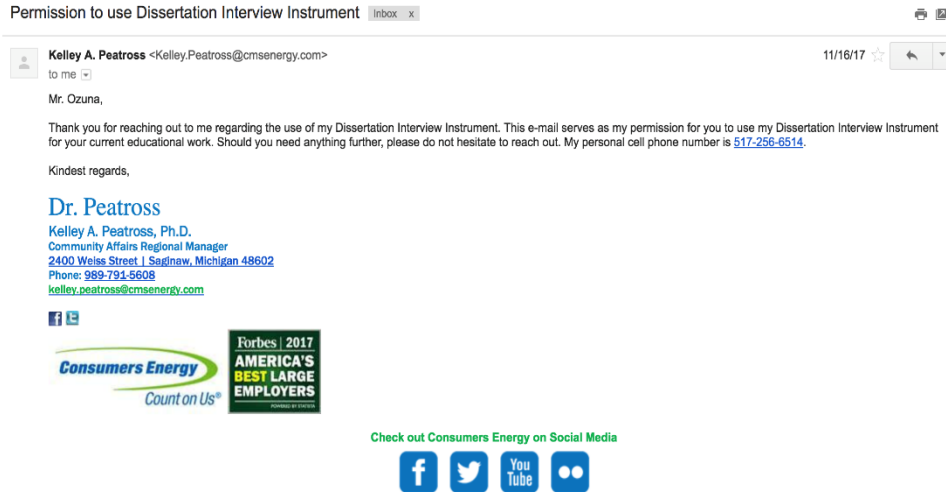 Permission to use Dissertation Interview Instrument Inbox x
Kelley A. Peatross <Kelley.Peatross@cmsenergy.com> 11/16/17
to me
Mr. Ozuna,
Thank you for reaching out to me regarding the use of my Dissertation Interview Instrument. This e-mail serves as my permission for you to use my Dissertation Interview Instrument
for your current educational work. Should you need anything further, please do not hesitate to reach out. My personal cell phone number is 517-256-6514.
Kindest regards,
Dr. Peatross
Kelley A. Peatross, Ph.D.
Community Affairs Regional Manager
2400 Weiss Street | Saginaw, Michigan 48602
Phone: 989-791-5608
kelley.peatross@cmsenergy.com
Consumers Energy
Count on Us®
Forbes | 2017
AMERICA'S
BEST LARGE
EMPLOYERS
POWERED BY STATISTA
Check out Consumers Energy on Social Media
You
Tube